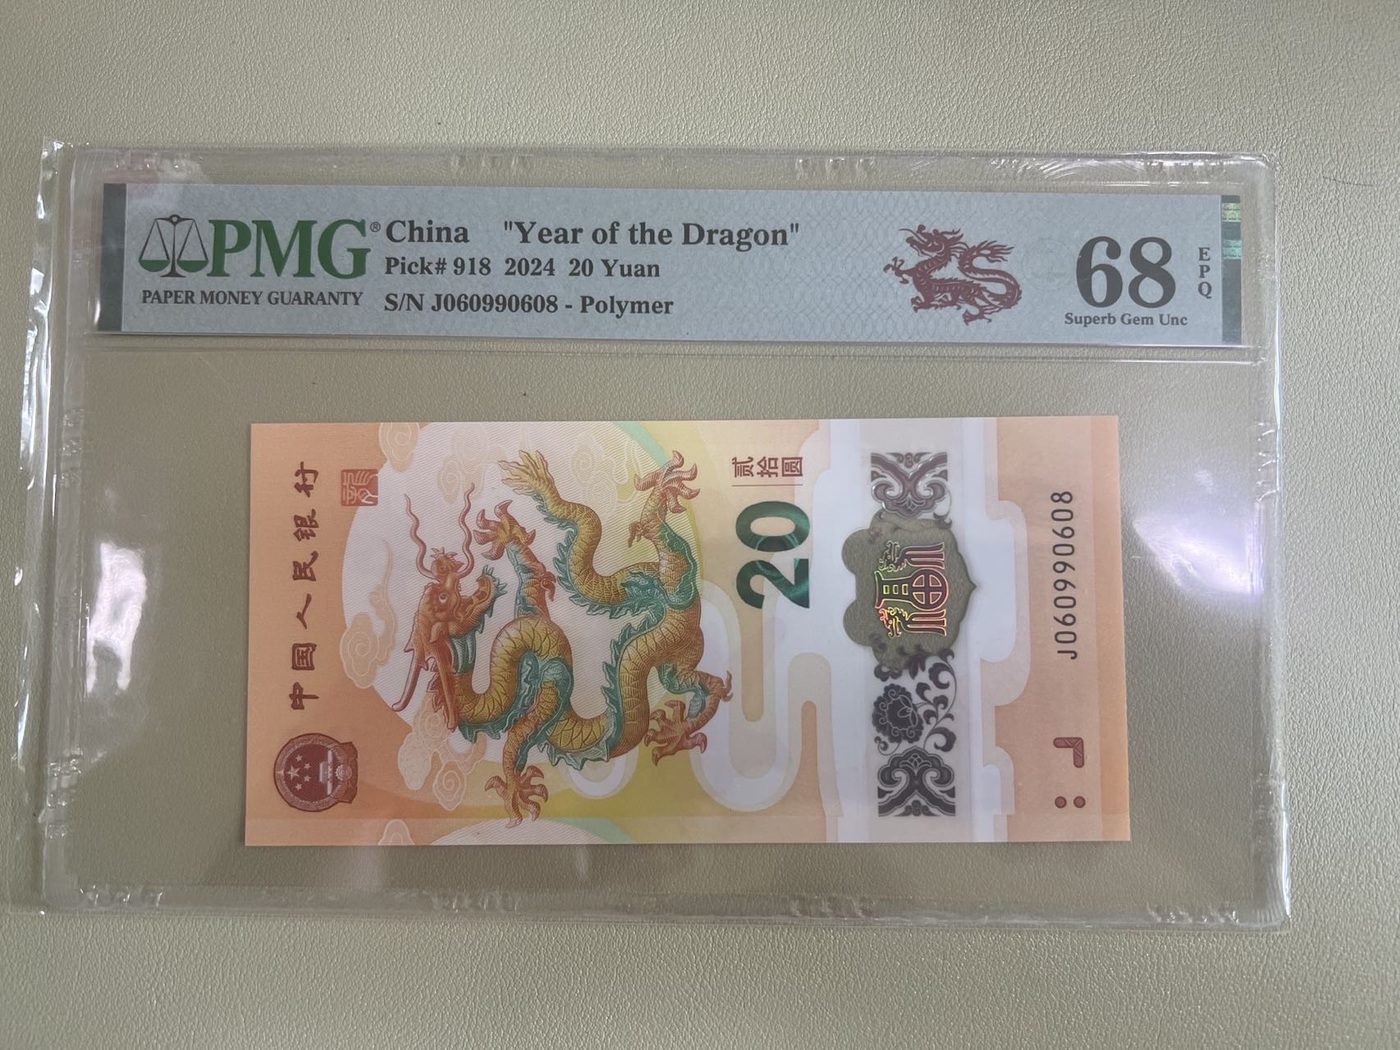 PMG®
PAPER MONEY GUARANTY
China "Year of the Dragon"
Pick# 918 2024 20 Yuan
S/N J060990608 - Polymer
68
EPQ
Superb Gem Unc
中国人民银行
贰拾圆
20
J060990608